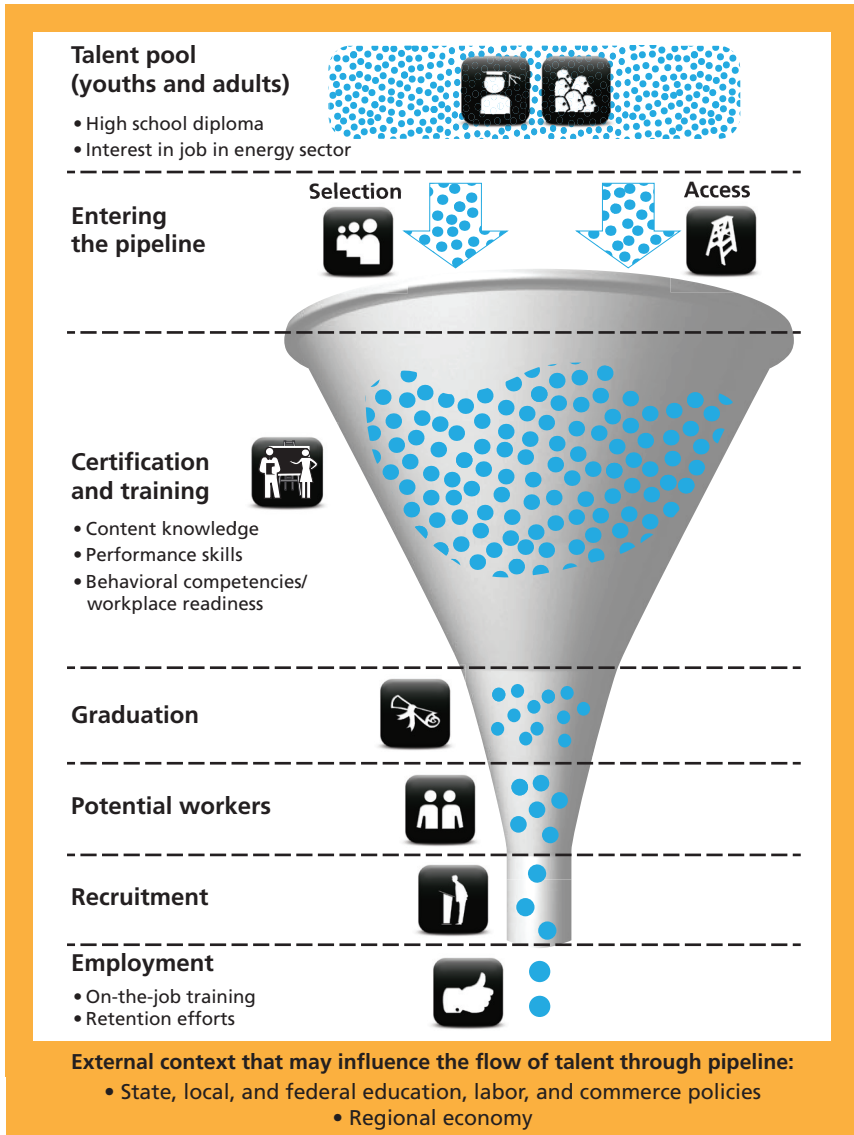 Talent pool
(youths and adults)
• High school diploma
• Interest in job in energy sector
Selection
Access
Entering
the pipeline
Certification
and training
• Content knowledge
• Performance skills
• Behavioral competencies/
workplace readiness
Graduation
Potential workers
Recruitment
Employment
• On-the-job training
• Retention efforts
External context that may influence the flow of talent through pipeline:
• State, local, and federal education, labor, and commerce policies
• Regional economy